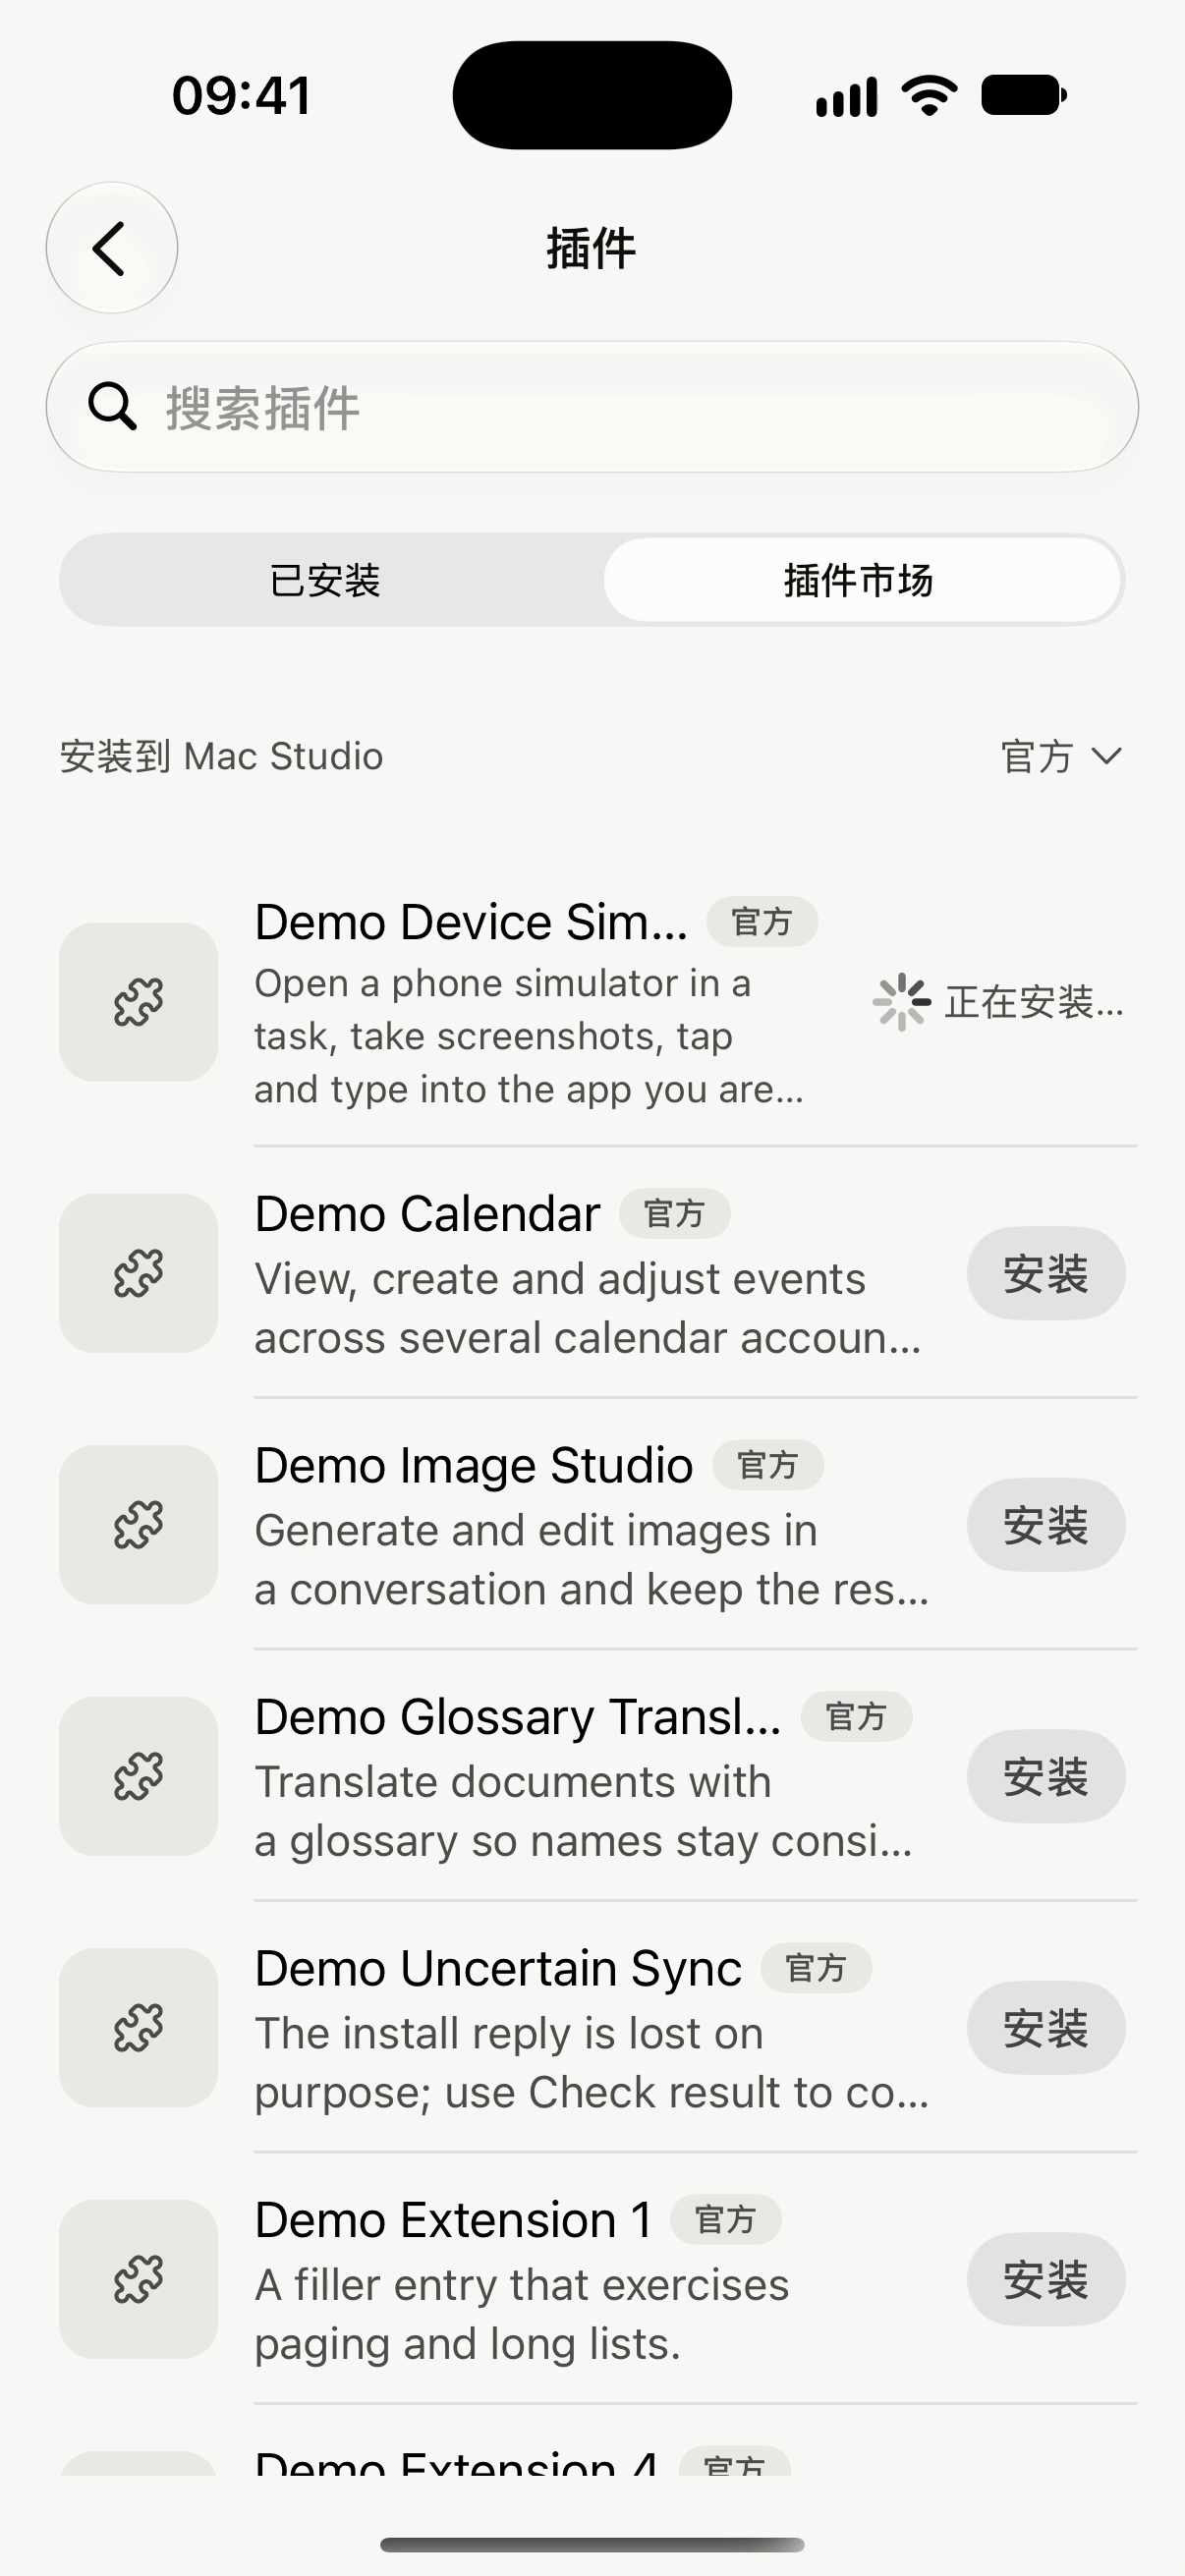 09:41
插件
搜索插件
已安装
插件市场
安装到 Mac Studio
官方
Demo Device Sim... 官方
Open a phone simulator in a
task, take screenshots, tap
and type into the app you are...
正在安装...
Demo Calendar 官方
View, create and adjust events
across several calendar accoun...
安装
Demo Image Studio 官方
Generate and edit images in
a conversation and keep the res...
安装
Demo Glossary Transl... 官方
Translate documents with
a glossary so names stay consi...
安装
Demo Uncertain Sync 官方
The install reply is lost on
purpose; use Check result to co...
安装
Demo Extension 1 官方
A filler entry that exercises
paging and long lists.
安装
Demo Extension 4 官方